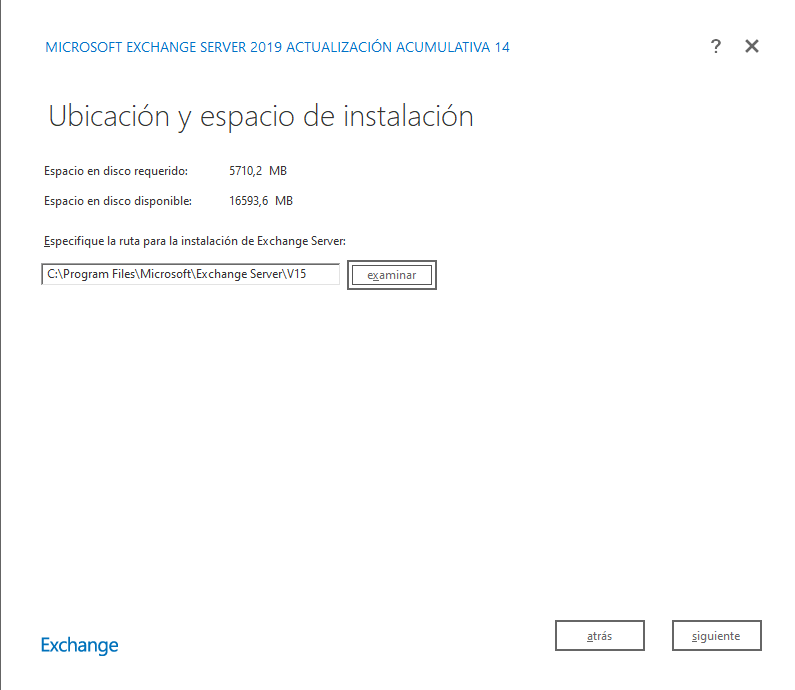 MICROSOFT EXCHANGE SERVER 2019 ACTUALIZACIÓN ACUMULATIVA 14 ? ✕
Ubicación y espacio de instalación
Espacio en disco requerido: 5710,2 MB
Espacio en disco disponible: 16593,6 MB
Especifique la ruta para la instalación de Exchange Server:
C:\Program Files\Microsoft\Exchange Server\V15 examinar
Exchange atrás siguiente